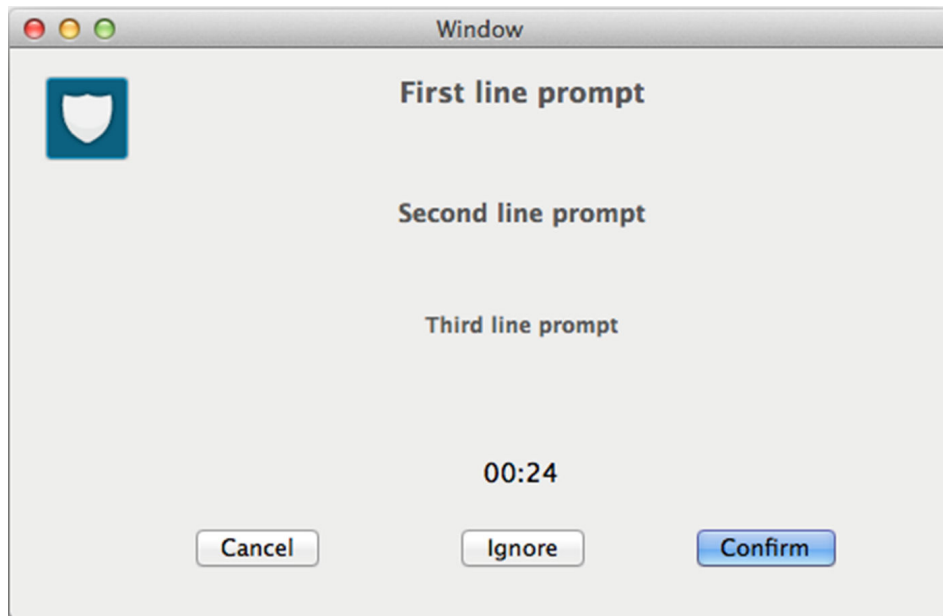 Window
First line prompt
Second line prompt
Third line prompt
00:24
Cancel Ignore Confirm